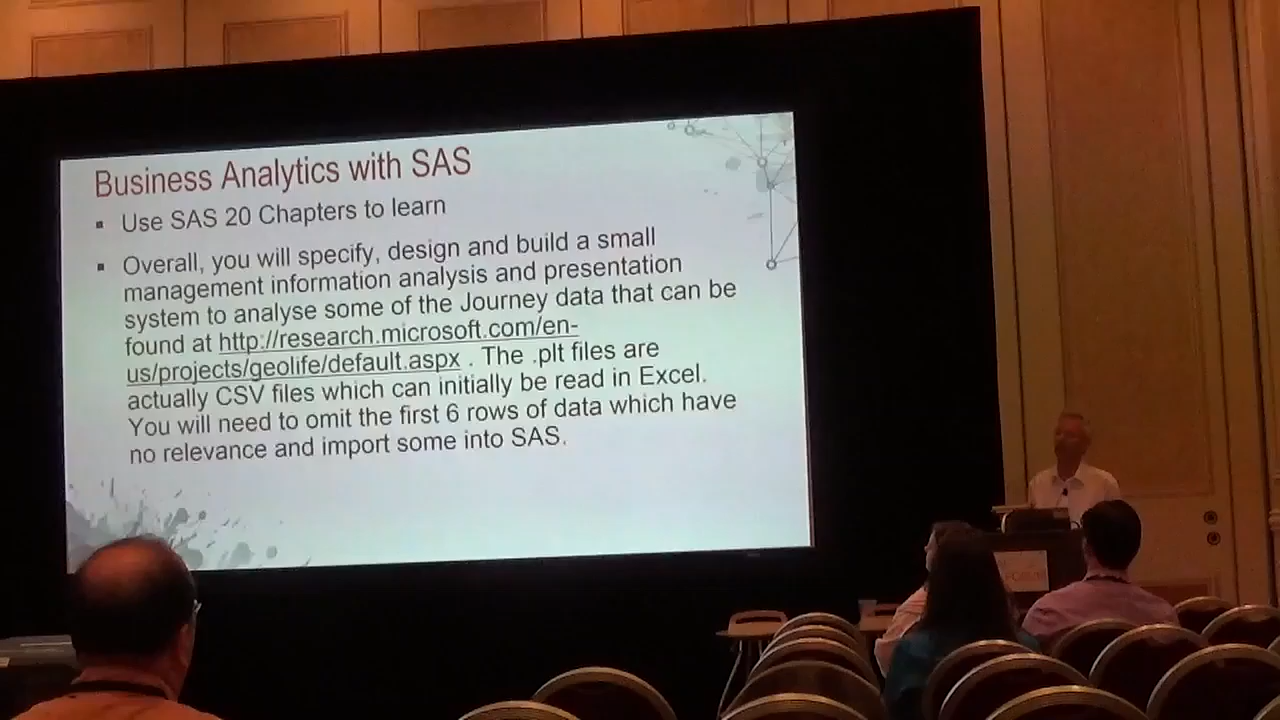 Business Analytics with SAS
▪ Use SAS 20 Chapters to learn
▪ Overall, you will specify, design and build a small
management information analysis and presentation
system to analyse some of the Journey data that can be
found at http://research.microsoft.com/en-
us/projects/geolife/default.aspx . The .plt files are
actually CSV files which can initially be read in Excel.
You will need to omit the first 6 rows of data which have
no relevance and import some into SAS.